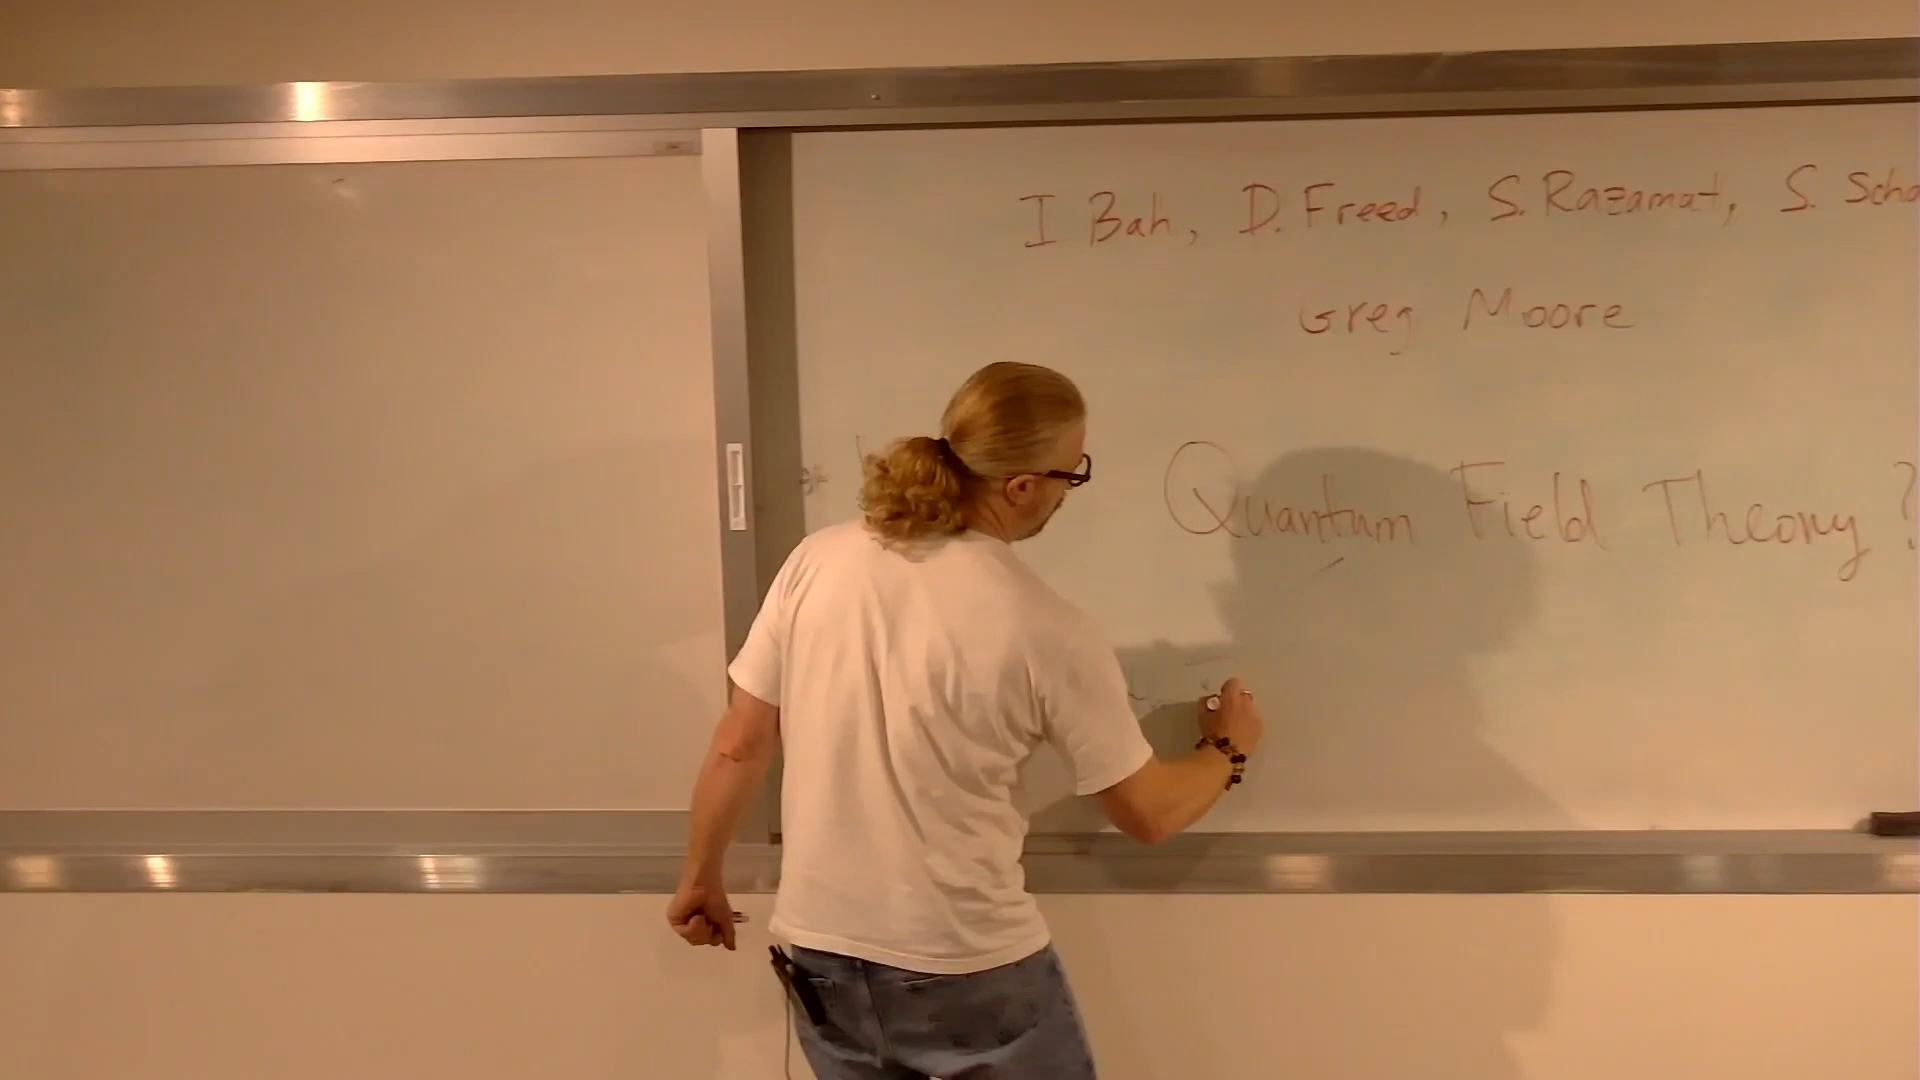 I Bah, D. Freed, S. Razamat, S. Scha
Greg Moore
Quantum Field Theory ?